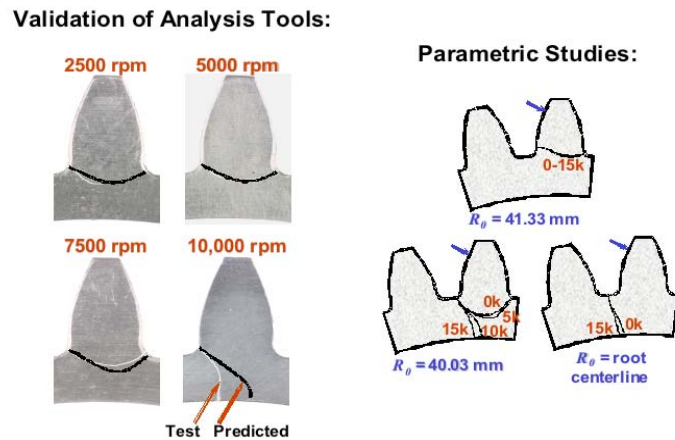 Validation of Analysis Tools:
2500 rpm
5000 rpm
7500 rpm
10,000 rpm
Test
Predicted
Parametric Studies:
0-15k
R₀ = 41.33 mm
0k
5k
10k
15k
R₀ = 40.03 mm
15k
0k
R₀ = root
centerline